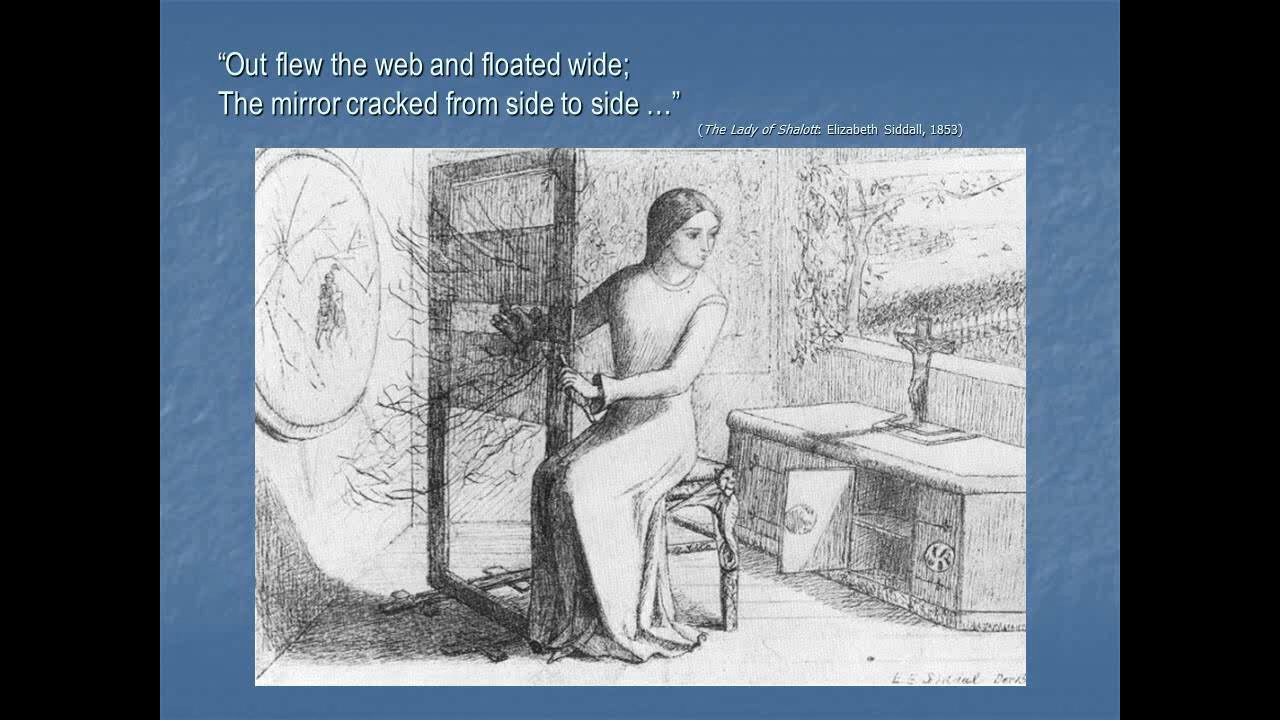 “Out flew the web and floated wide;
The mirror cracked from side to side …”
(The Lady of Shalott: Elizabeth Siddall, 1853)
E. E. Siddal